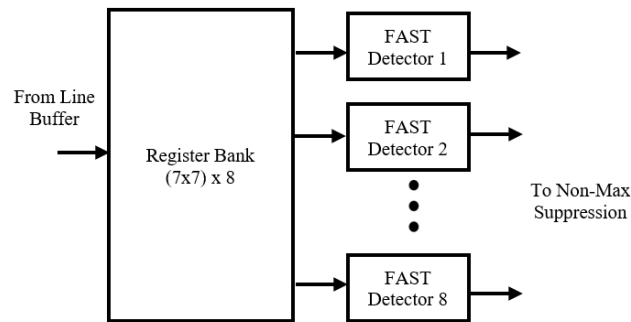 From Line
Buffer
Register Bank
(7x7) x 8
FAST
Detector 1
FAST
Detector 2
FAST
Detector 8
To Non-Max
Suppression